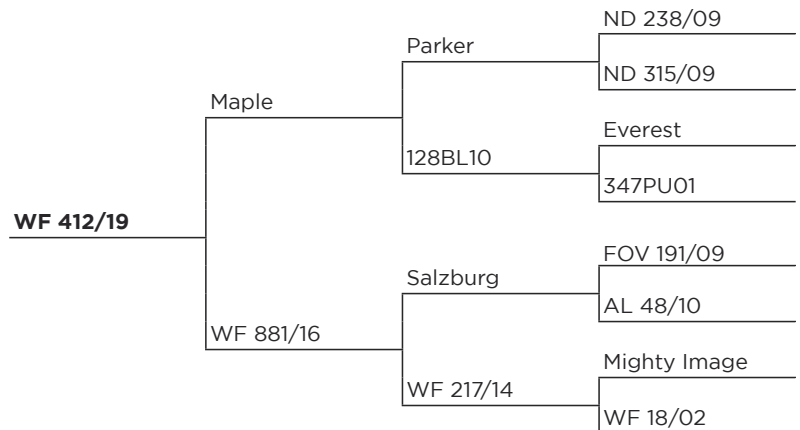 ND 238/09
Parker
ND 315/09
Maple
Everest
128BL10
347PU01
WF 412/19
FOV 191/09
Salzburg
AL 48/10
WF 881/16
Mighty Image
WF 217/14
WF 18/02